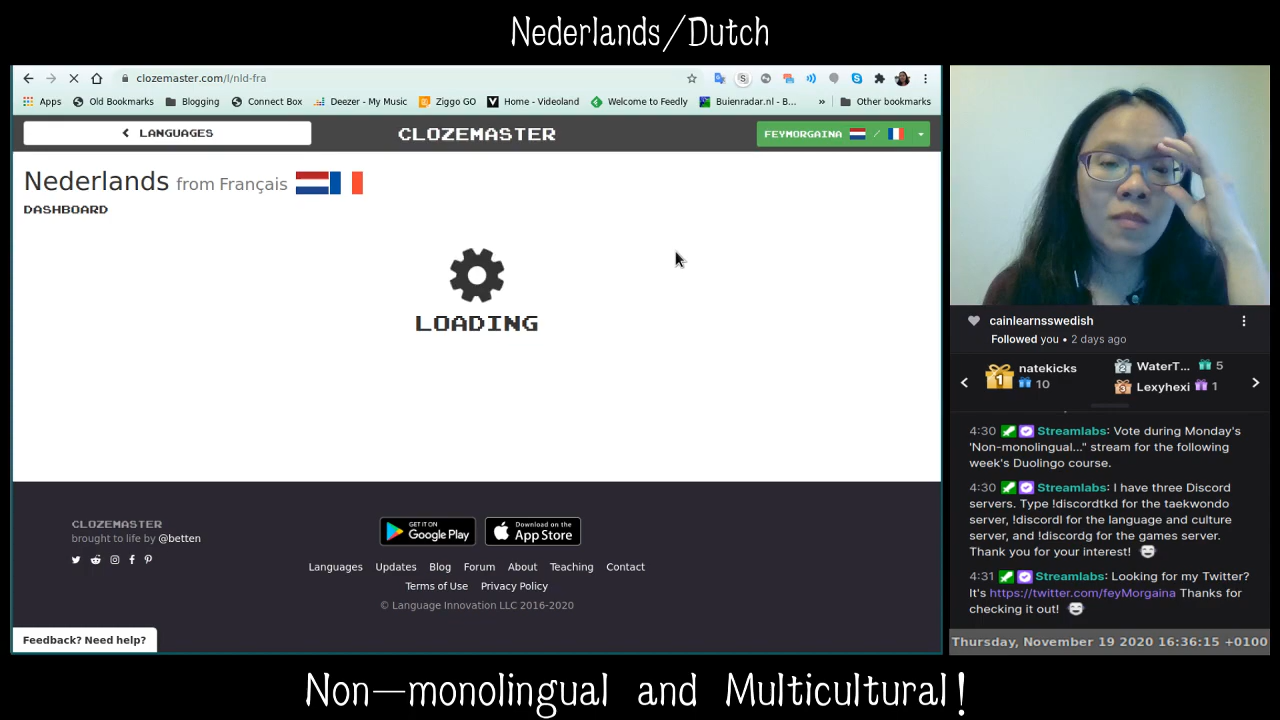 Nederlands/Dutch
clozemaster.com/l/nld-fra
Apps Old Bookmarks Blogging Connect Box Deezer - My Music Ziggo GO Home - Videoland Welcome to Feedly Buienradar.nl - B... » Other bookmarks
LANGUAGES
CLOZEMASTER
FEYMORGAINA /
Nederlands from Français
DASHBOARD
LOADING
CLOZEMASTER
brought to life by @betten
GET IT ON
Google Play
Download on the
App Store
Languages Updates Blog Forum About Teaching Contact
Terms of Use Privacy Policy
© Language Innovation LLC 2016-2020
Feedback? Need help?
cainlearnsswedish
Followed you • 2 days ago
1 natekicks
10
2 WaterT... 5
3 Lexyhexi 1
4:30 Streamlabs: Vote during Monday's
'Non-monolingual..." stream for the following
week's Duolingo course.
4:30 Streamlabs: I have three Discord
servers. Type !discordtkd for the taekwondo
server, !discordl for the language and culture
server, and !discordg for the games server.
Thank you for your interest!
4:31 Streamlabs: Looking for my Twitter?
It's https://twitter.com/feyMorgaina Thanks for
checking it out!
Thursday, November 19 2020 16:36:15 +0100
Non-monolingual and Multicultural!